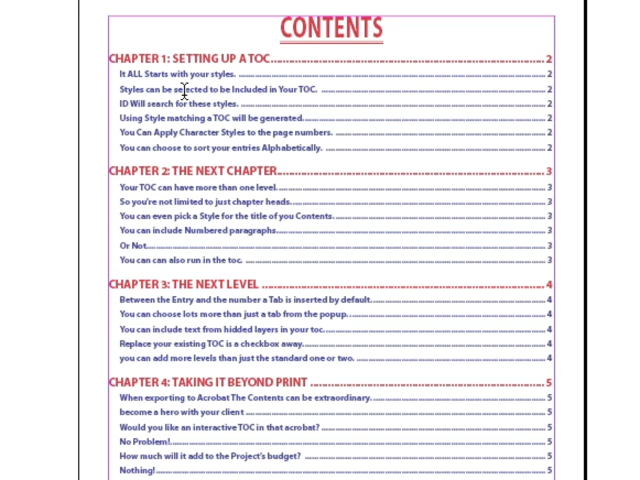 CONTENTS
CHAPTER 1: SETTING UP A TOC 2
It ALL Starts with your styles. 2
Styles can be selected to be Included in Your TOC. 2
ID Will search for these styles. 2
Using Style matching a TOC will be generated. 2
You Can Apply Character Styles to the page numbers. 2
You can choose to sort your entries Alphabetically. 2
CHAPTER 2: THE NEXT CHAPTER 3
Your TOC can have more than one level. 3
So you're not limited to just chapter heads. 3
You can even pick a Style for the title of you Contents. 3
You can include Numbered paragraphs. 3
Or Not. 3
You can can also run in the toc. 3
CHAPTER 3: THE NEXT LEVEL 4
Between the Entry and the number a Tab is inserted by default. 4
You can choose lots more than just a tab from the popup. 4
You can include text from hidden layers in your toc. 4
Replace your existing TOC is a checkbox away. 4
you can add more levels than just the standard one or two. 4
CHAPTER 4: TAKING IT BEYOND PRINT 5
When exporting to Acrobat The Contents can be extraordinary. 5
become a hero with your client 5
Would you like an interactive TOC in that acrobat? 5
No Problem!. 5
How much will it add to the Project's budget? 5
Nothing! 5